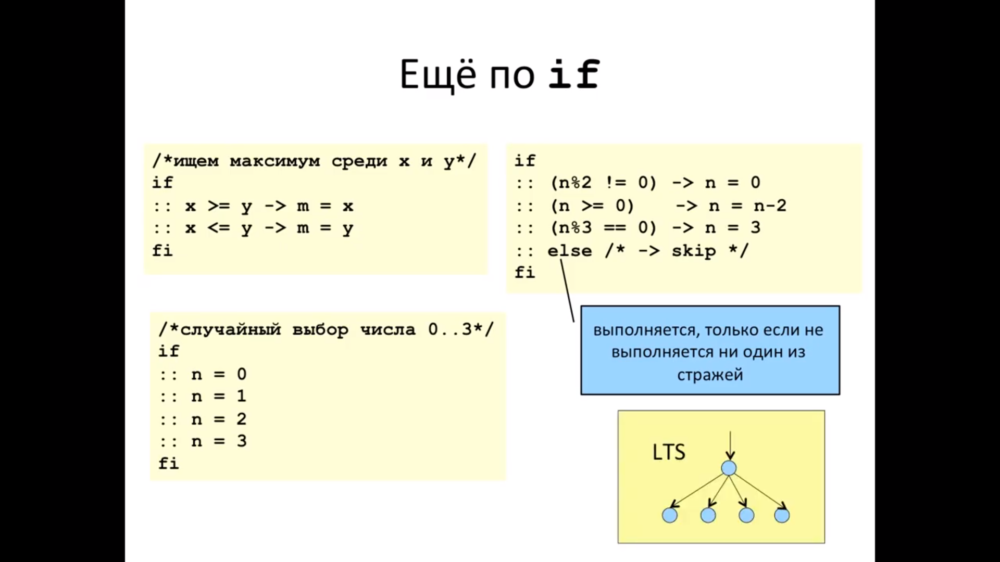 Ещё по if
/*ищем максимум среди x и y*/
if
:: x >= y -> m = x
:: x <= y -> m = y
fi
if
:: (n%2 != 0) -> n = 0
:: (n >= 0) -> n = n-2
:: (n%3 == 0) -> n = 3
:: else /* -> skip */
fi
/*случайный выбор числа 0..3*/
if
:: n = 0
:: n = 1
:: n = 2
:: n = 3
fi
выполняется, только если не
выполняется ни один из
стражей
LTS